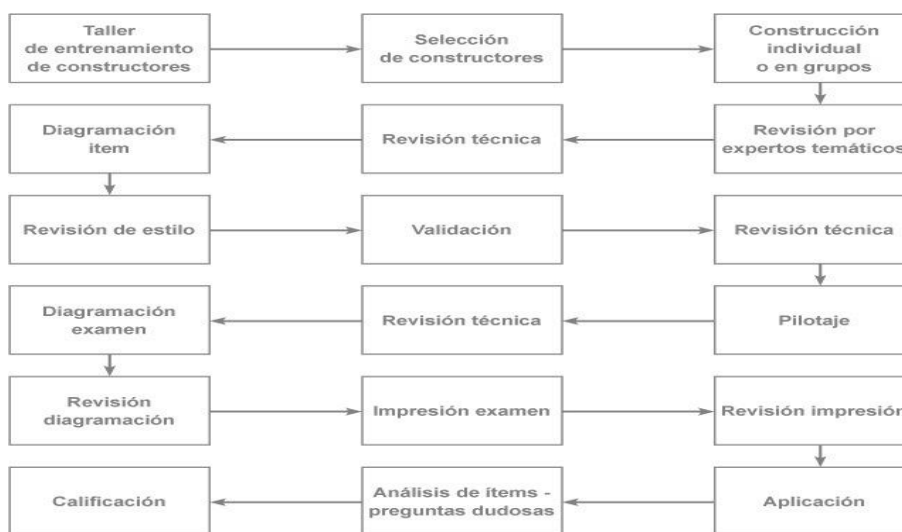 Taller
de entrenamiento
de constructores
Selección
de constructores
Construcción
individual
o en grupos
Diagramación
item
Revisión técnica
Revisión por
expertos temáticos
Revisión de estilo
Validación
Revisión técnica
Diagramación
examen
Revisión técnica
Pilotaje
Revisión
diagramación
Impresión examen
Revisión impresión
Calificación
Análisis de ítems -
preguntas dudosas
Aplicación